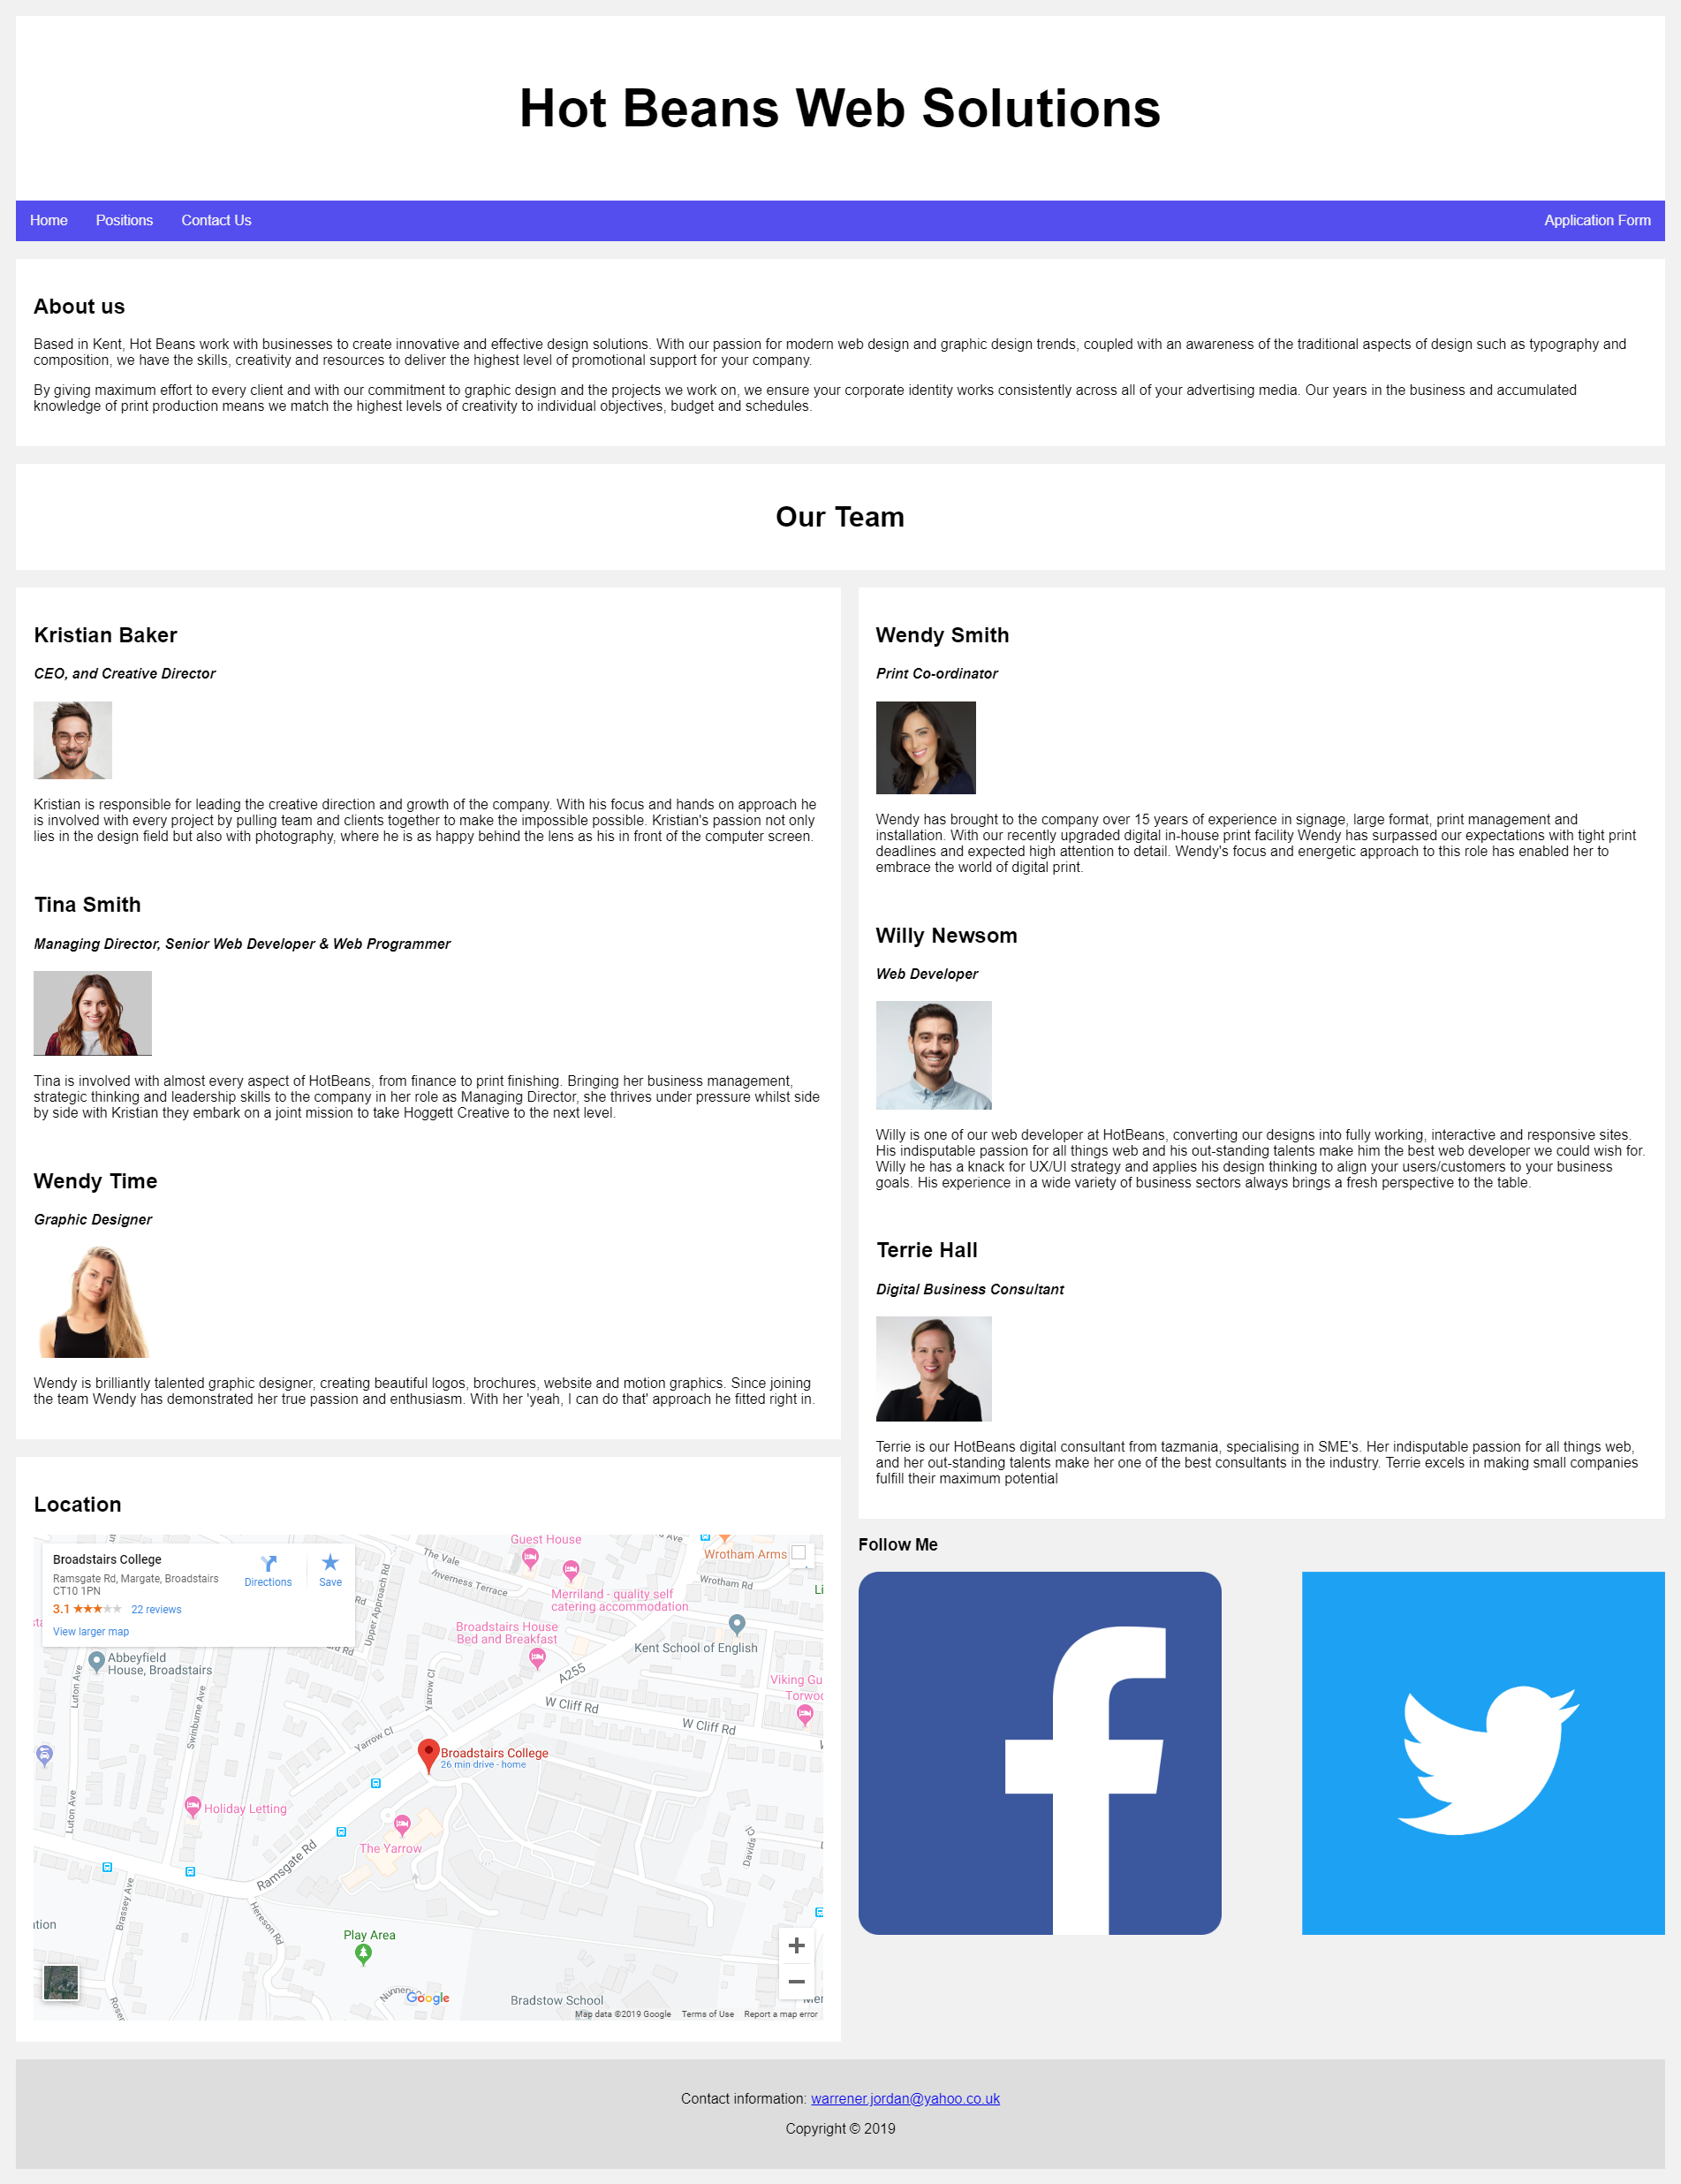 Hot Beans Web Solutions
Home Positions Contact Us Application Form
About us
Based in Kent, Hot Beans work with businesses to create innovative and effective design solutions. With our passion for modern web design and graphic design trends, coupled with an awareness of the traditional aspects of design such as typography and
composition, we have the skills, creativity and resources to deliver the highest level of promotional support for your company.
By giving maximum effort to every client and with our commitment to graphic design and the projects we work on, we ensure your corporate identity works consistently across all of your advertising media. Our years in the business and accumulated
knowledge of print production means we match the highest levels of creativity to individual objectives, budget and schedules.
Our Team
Kristian Baker
CEO, and Creative Director
Kristian is responsible for leading the creative direction and growth of the company. With his focus and hands on approach he
is involved with every project by pulling team and clients together to make the impossible possible. Kristian's passion not only
lies in the design field but also with photography, where he is as happy behind the lens as his in front of the computer screen.
Tina Smith
Managing Director, Senior Web Developer & Web Programmer
Tina is involved with almost every aspect of HotBeans, from finance to print finishing. Bringing her business management,
strategic thinking and leadership skills to the company in her role as Managing Director, she thrives under pressure whilst side
by side with Kristian they embark on a joint mission to take Hoggett Creative to the next level.
Wendy Time
Graphic Designer
Wendy is brilliantly talented graphic designer, creating beautiful logos, brochures, website and motion graphics. Since joining
the team Wendy has demonstrated her true passion and enthusiasm. With her 'yeah, I can do that' approach he fitted right in.
Wendy Smith
Print Co-ordinator
Wendy has brought to the company over 15 years of experience in signage, large format, print management and
installation. With our recently upgraded digital in-house print facility Wendy has surpassed our expectations with tight print
deadlines and expected high attention to detail. Wendy's focus and energetic approach to this role has enabled her to
embrace the world of digital print.
Willy Newsom
Web Developer
Willy is one of our web developer at HotBeans, converting our designs into fully working, interactive and responsive sites.
His indisputable passion for all things web and his out-standing talents make him the best web developer we could wish for.
Willy he has a knack for UX/UI strategy and applies his design thinking to align your users/customers to your business
goals. His experience in a wide variety of business sectors always brings a fresh perspective to the table.
Terrie Hall
Digital Business Consultant
Terrie is our HotBeans digital consultant from tazmania, specialising in SME's. Her indisputable passion for all things web,
and her out-standing talents make her one of the best consultants in the industry. Terrie excels in making small companies
fulfill their maximum potential
Location
Broadstairs College
Ramsgate Rd, Margate, Broadstairs
CT10 1PN
3.1 22 reviews
View larger map
Directions
Save
Guest House
Wrotham Arms
The Vale
Inverness Terrace
Wrotham Rd
Merriland - quality self
catering accommodation
Upper Approach Rd
Broadstairs House
Bed and Breakfast
Kent School of English
Abbeyfield
House, Broadstairs
Luton Ave
Swinburne Ave
Yarrow Cl
A255
Viking Gu
Torwoo
W Cliff Rd
W Cliff Rd
Yarrow Cl
Broadstairs College
26 min drive - home
Holiday Letting
Luton Ave
The Yarrow
Davids Cl
Ramsgate Rd
Brassey Ave
Hereson Rd
Play Area
Google
Bradstow School
Map data ©2019 Google Terms of Use Report a map error
Follow Me
Contact information: warrener.jordan@yahoo.co.uk
Copyright © 2019